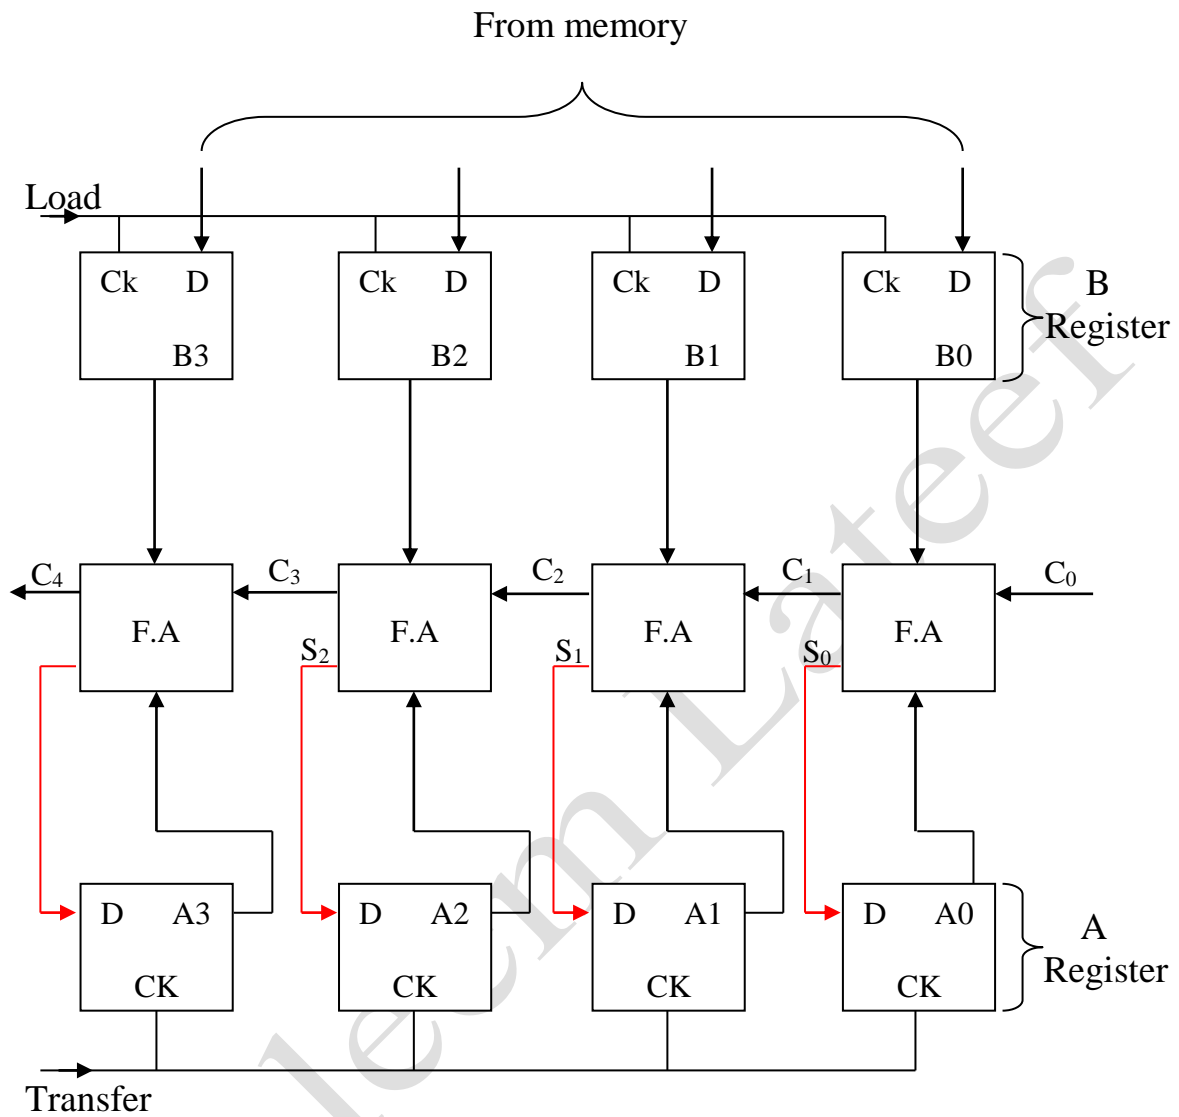 From memory
Load
Ck D
Ck D
Ck D
Ck D
B3
B2
B1
B0
B
Register
C4
C3
C2
C1
C0
F.A
F.A
F.A
F.A
S2
S1
S0
D A3
D A2
D A1
D A0
CK
CK
CK
CK
A
Register
Transfer
Lateef